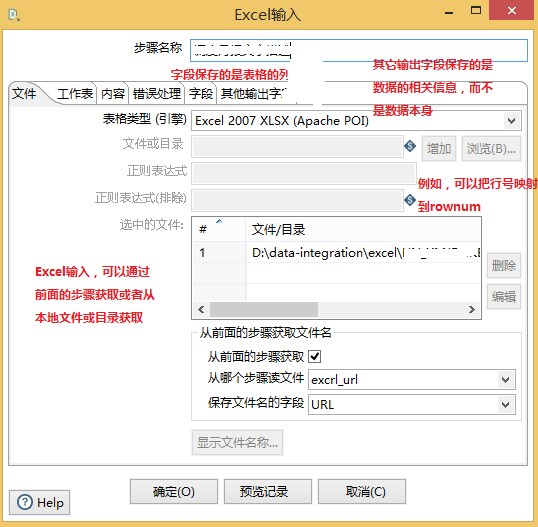 Excel输入
步骤名称
字段保存的是表格的列
其它输出字段保存的是
数据的相关信息，而不
是数据本身
文件 工作表 内容 错误处理 字段 其他输出字
表格类型 (引擎) Excel 2007 XLSX (Apache POI)
文件或目录 增加 浏览(B)...
正则表达式
正则表达式(排除)
例如，可以把行号映射
到rownum
选中的文件:
# 文件/目录
1 D:\data-integration\excel\
删除
编辑
Excel输入，可以通过
前面的步骤获取或者从
本地文件或目录获取
从前面的步骤获取文件名
从前面的步骤获取
从哪个步骤读文件 excrl_url
保存文件名的字段 URL
显示文件名称...
确定(O) 预览记录 取消(C)
Help